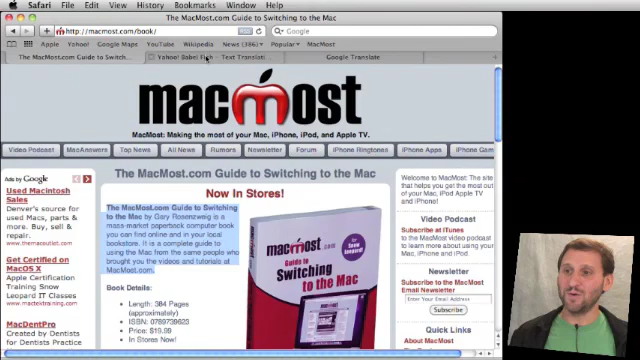 Safari File Edit View History Bookmarks Window Help
The MacMost.com Guide to Switching to the Mac
http://macmost.com/book/
Google
Apple Yahoo! Google Maps YouTube Wikipedia News (386) Popular MacMost
The MacMost.com Guide to Switch...
Yahoo! Babel Fish - Text Translati...
Google Translate
macmost
MacMost: Making the most of your Mac, iPhone, iPod, and Apple TV.
Video Podcast MacAnswers Top News All News Rumors Newsletter Forum iPhone Ringtones iPhone Apps iPhone Gam
The MacMost.com Guide to Switching to the Mac
Ads by Google
Used Macintosh
Sales
Denver's source for
used Macs, parts &
more. Buy, sell &
repair.
www.themacoutlet.com
Get Certified on
MacOS X
Apple Certification
Training Snow
Leopard IT Classes
www.mactektraining.com
MacDentPro
Created by Dentists
for Dentists Practice
Now In Stores!
The MacMost.com Guide to Switching
to the Mac by Gary Rosenzweig is a
mass-market paperback computer book
you can find online and in your local
bookstore. It is a complete guide to
using the Mac from the same people who
brought you the videos and tutorials at
MacMost.com.
Book Details:
Length: 384 Pages
(approximately)
ISBN: 0789739623
Price: $19.99
In Stores Now!
macmost
.com
Guide to
Switching
to the Mac
Welcome to MacMost: The site
that helps you get the most out
of your Mac, iPod Apple TV
and iPhone.
Video Podcast
Subscribe at iTunes
to the MacMost video podcast
to learn more about your Mac,
iPhone and iPod.
Newsletter
Subscribe to the MacMost
Email Newsletter
Enter Your Email Address
Subscribe
Quick Links
About MacMost